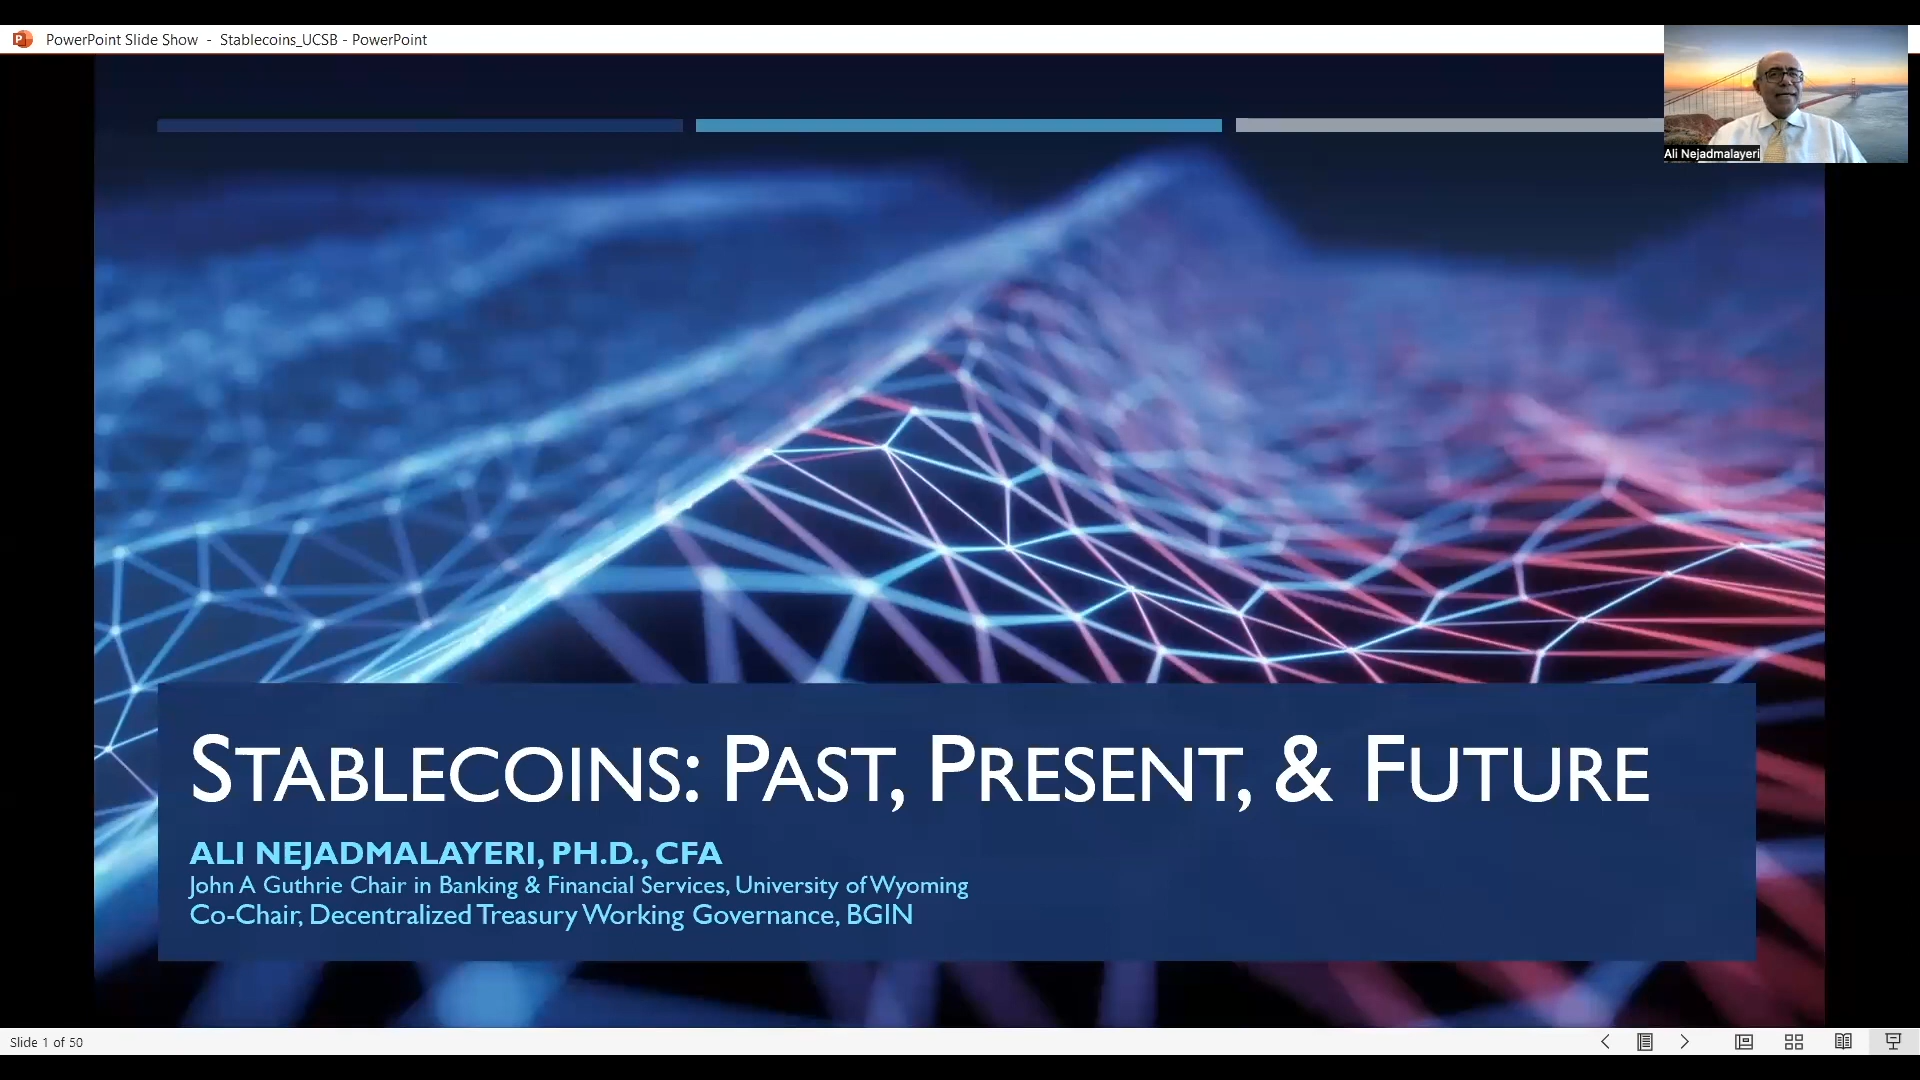 PowerPoint Slide Show - Stablecoins_UCSB - PowerPoint
Ali Nejadmalayeri
STABLECOINS: PAST, PRESENT, & FUTURE
ALI NEJADMALAYERI, PH.D., CFA
John A Guthrie Chair in Banking & Financial Services, University of Wyoming
Co-Chair, Decentralized Treasury Working Governance, BGIN
Slide 1 of 50